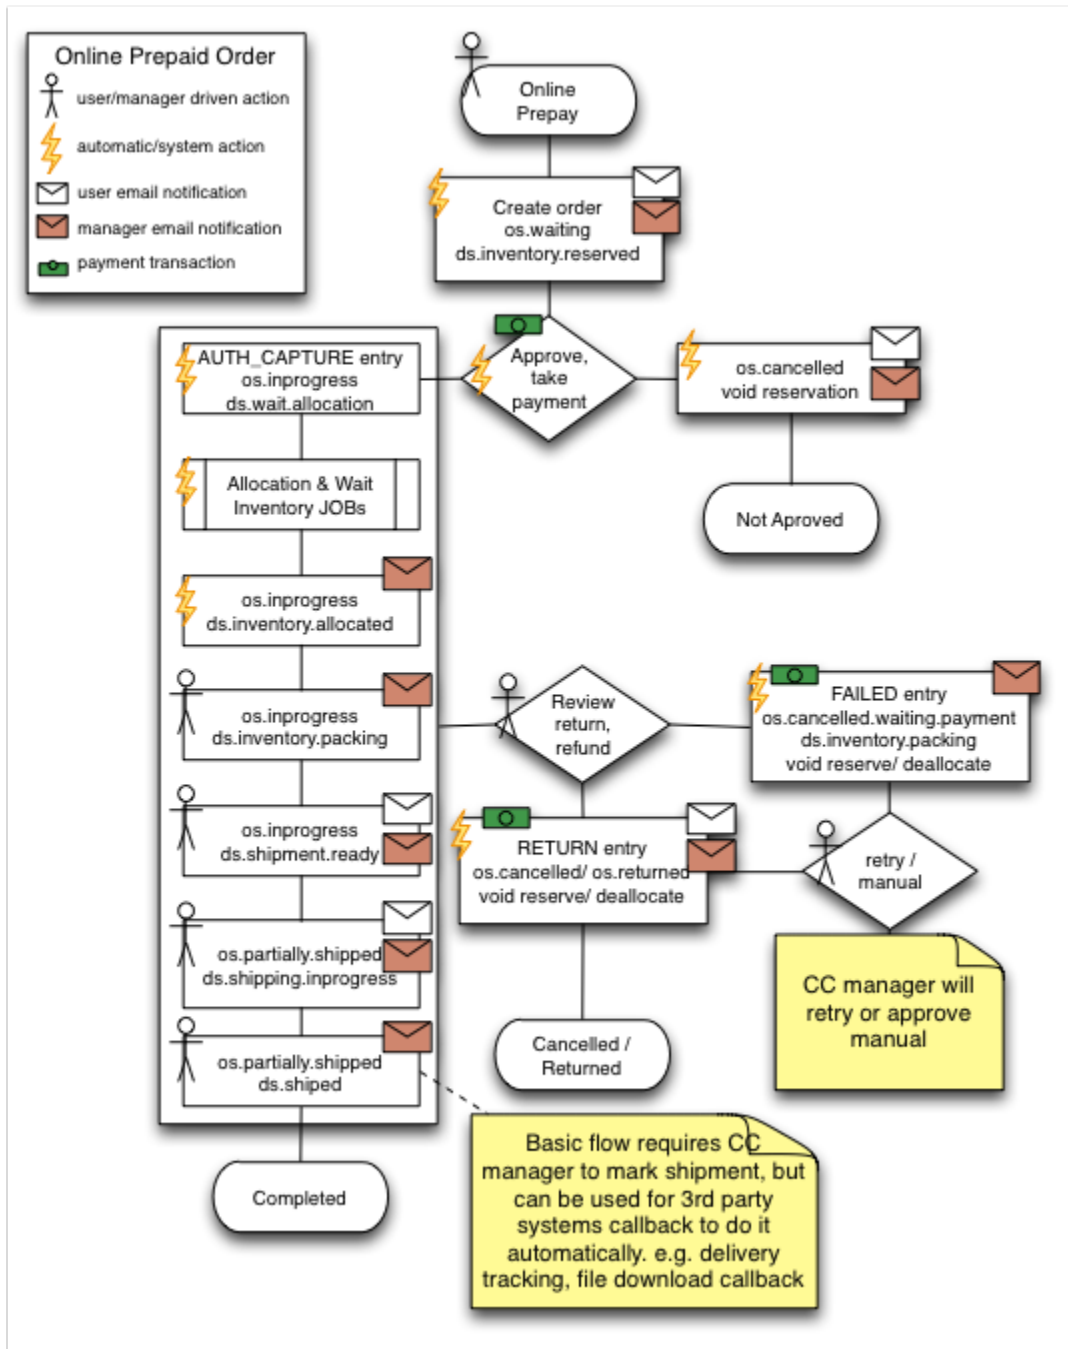 Online Prepaid Order
user/manager driven action
automatic/system action
user email notification
manager email notification
payment transaction
Online
Prepay
Create order
os.waiting
ds.inventory.reserved
Approve,
take
payment
os.cancelled
void reservation
Not Aproved
AUTH_CAPTURE entry
os.inprogress
ds.wait.allocation
Allocation & Wait
Inventory JOBs
os.inprogress
ds.inventory.allocated
os.inprogress
ds.inventory.packing
os.inprogress
ds.shipment.ready
os.partially.shipped
ds.shipping.inprogress
os.partially.shipped
ds.shiped
Completed
Review
return,
refund
FAILED entry
os.cancelled.waiting.payment
ds.inventory.packing
void reserve/ deallocate
RETURN entry
os.cancelled/ os.returned
void reserve/ deallocate
retry /
manual
CC manager will
retry or approve
manual
Cancelled /
Returned
Basic flow requires CC
manager to mark shipment, but
can be used for 3rd party
systems callback to do it
automatically. e.g. delivery
tracking, file download callback